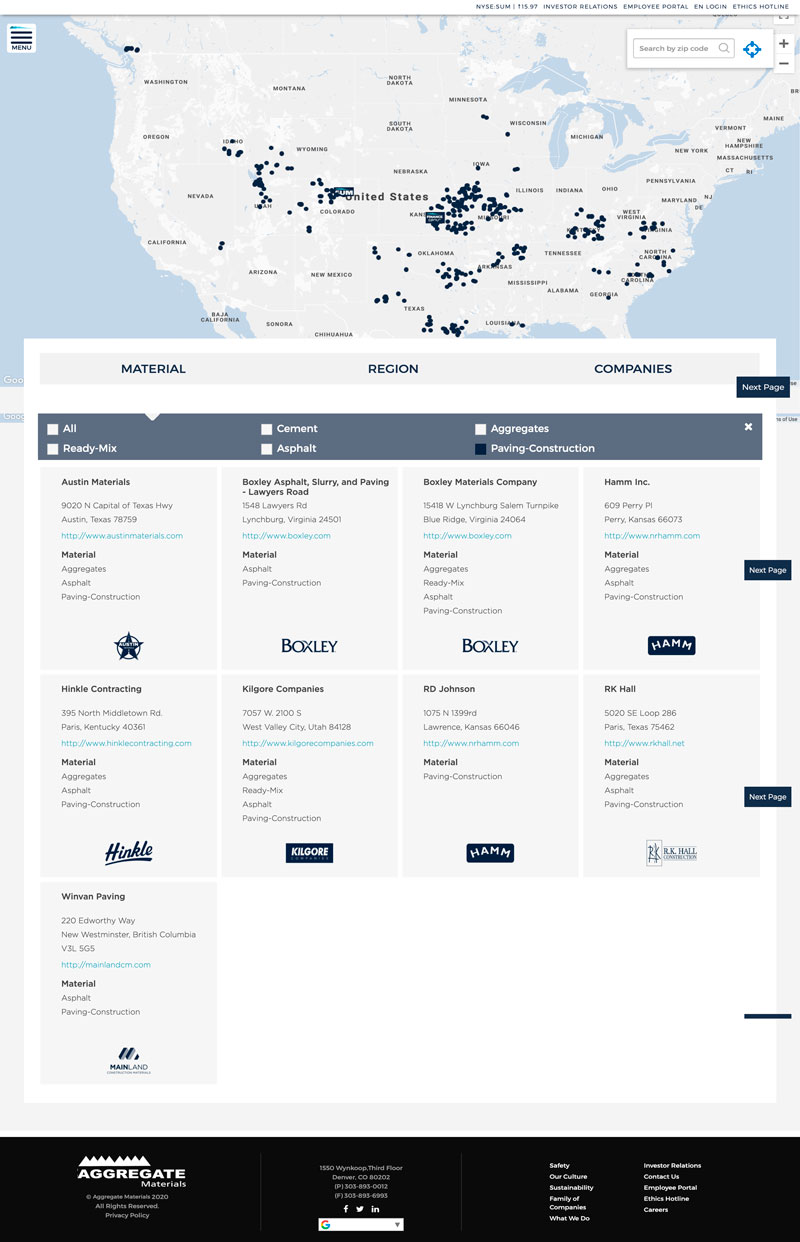 NYSE:SUM | ↑15.97 INVESTOR RELATIONS EMPLOYEE PORTAL EN LOGIN ETHICS HOTLINE
MENU
Search by zip code
+
−
WASHINGTON
MONTANA
NORTH
DAKOTA
MINNESOTA
OREGON
IDAHO
WYOMING
SOUTH
DAKOTA
WISCONSIN
MICHIGAN
MAINE
VERMONT
NEW
HAMPSHIRE
NEW YORK
MASSACHUSETTS
CT RI
NEBRASKA
IOWA
ILLINOIS
INDIANA
OHIO
PENNSYLVANIA
NJ
MARYLAND
DE
NEVADA
UTAH
COLORADO
United States
KANSAS
MISSOURI
WEST
VIRGINIA
KENTUCKY
VIRGINIA
CALIFORNIA
ARIZONA
NEW MEXICO
OKLAHOMA
ARKANSAS
TENNESSEE
NORTH
CAROLINA
SOUTH
CAROLINA
MISSISSIPPI
ALABAMA
GEORGIA
TEXAS
LOUISIANA
BAJA
CALIFORNIA
SONORA
CHIHUAHUA
MATERIAL REGION COMPANIES
Next Page
All Cement Aggregates
Ready-Mix Asphalt Paving-Construction
Austin Materials
9020 N Capital of Texas Hwy
Austin, Texas 78759
http://www.austinmaterials.com
Material
Aggregates
Asphalt
Paving-Construction
AUSTIN
Boxley Asphalt, Slurry, and Paving
- Lawyers Road
1548 Lawyers Rd
Lynchburg, Virginia 24501
http://www.boxley.com
Material
Asphalt
Paving-Construction
BOXLEY
Boxley Materials Company
15418 W Lynchburg Salem Turnpike
Blue Ridge, Virginia 24064
http://www.boxley.com
Material
Aggregates
Ready-Mix
Asphalt
Paving-Construction
BOXLEY
Hamm Inc.
609 Perry Pl
Perry, Kansas 66073
http://www.nrhamm.com
Material
Aggregates
Asphalt
Paving-Construction
HAMM
Next Page
Hinkle Contracting
395 North Middletown Rd.
Paris, Kentucky 40361
http://www.hinklecontracting.com
Material
Aggregates
Asphalt
Paving-Construction
Hinkle
Kilgore Companies
7057 W. 2100 S
West Valley City, Utah 84128
http://www.kilgorecompanies.com
Material
Aggregates
Ready-Mix
Asphalt
Paving-Construction
KILGORE
COMPANIES
RD Johnson
1075 N 1399rd
Lawrence, Kansas 66046
http://www.nrhamm.com
Material
Paving-Construction
HAMM
RK Hall
5020 SE Loop 286
Paris, Texas 75462
http://www.rkhall.net
Material
Aggregates
Asphalt
Paving-Construction
R.K. HALL
CONSTRUCTION
Next Page
Winvan Paving
220 Edworthy Way
New Westminster, British Columbia
V3L 5G5
http://mainlandcm.com
Material
Asphalt
Paving-Construction
MAINLAND
CONSTRUCTION MATERIALS
AGGREGATE
Materials
© Aggregate Materials 2020
All Rights Reserved.
Privacy Policy
1550 Wynkoop,Third Floor
Denver, CO 80202
(P) 303-893-0012
(F) 303-893-6993
Safety
Our Culture
Sustainability
Family of
Companies
What We Do
Investor Relations
Contact Us
Employee Portal
Ethics Hotline
Careers